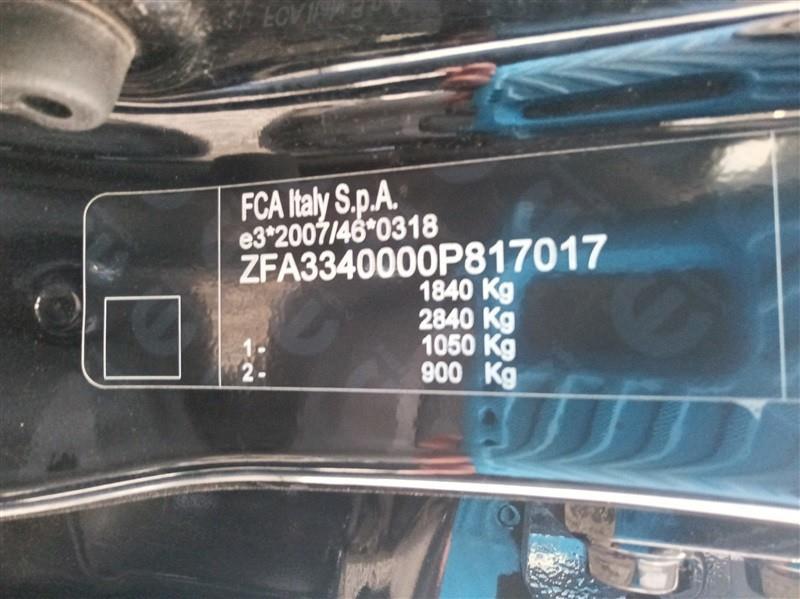 FCA Italy S.p.A.
e3*2007/46*0318
ZFA3340000P817017
1840 Kg
2840 Kg
1- 1050 Kg
2- 900 Kg